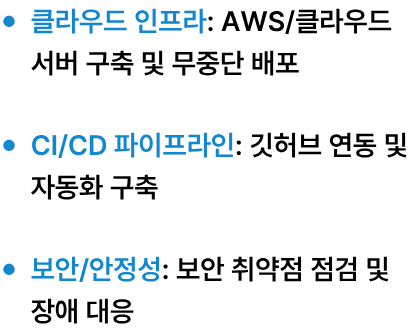 • 클라우드 인프라: AWS/클라우드
서버 구축 및 무중단 배포
• CI/CD 파이프라인: 깃허브 연동 및
자동화 구축
• 보안/안정성: 보안 취약점 점검 및
장애 대응